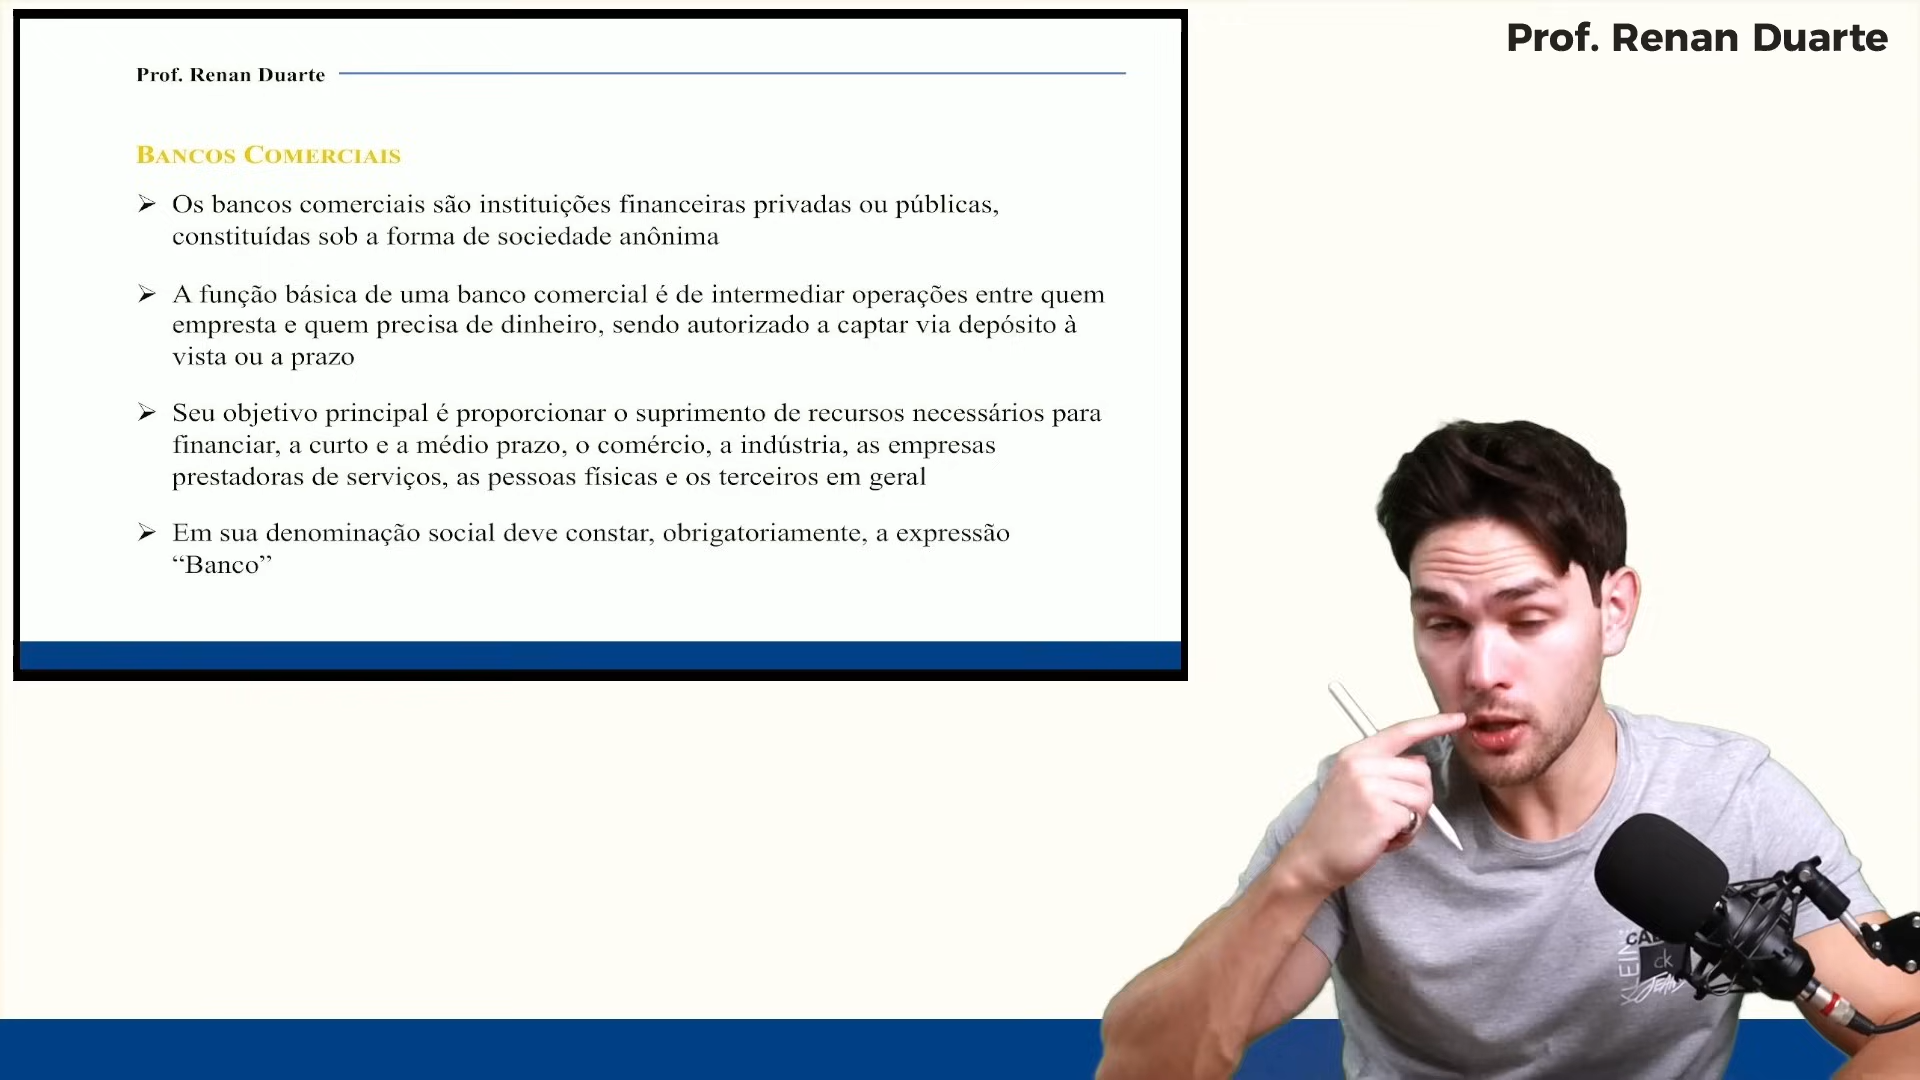 Prof. Renan Duarte
Prof. Renan Duarte
BANCOS COMERCIAIS
➢ Os bancos comerciais são instituições financeiras privadas ou públicas,
constituídas sob a forma de sociedade anônima
➢ A função básica de uma banco comercial é de intermediar operações entre quem
empresta e quem precisa de dinheiro, sendo autorizado a captar via depósito à
vista ou a prazo
➢ Seu objetivo principal é proporcionar o suprimento de recursos necessários para
financiar, a curto e a médio prazo, o comércio, a indústria, as empresas
prestadoras de serviços, as pessoas físicas e os terceiros em geral
➢ Em sua denominação social deve constar, obrigatoriamente, a expressão
“Banco”
KLEIN
ck